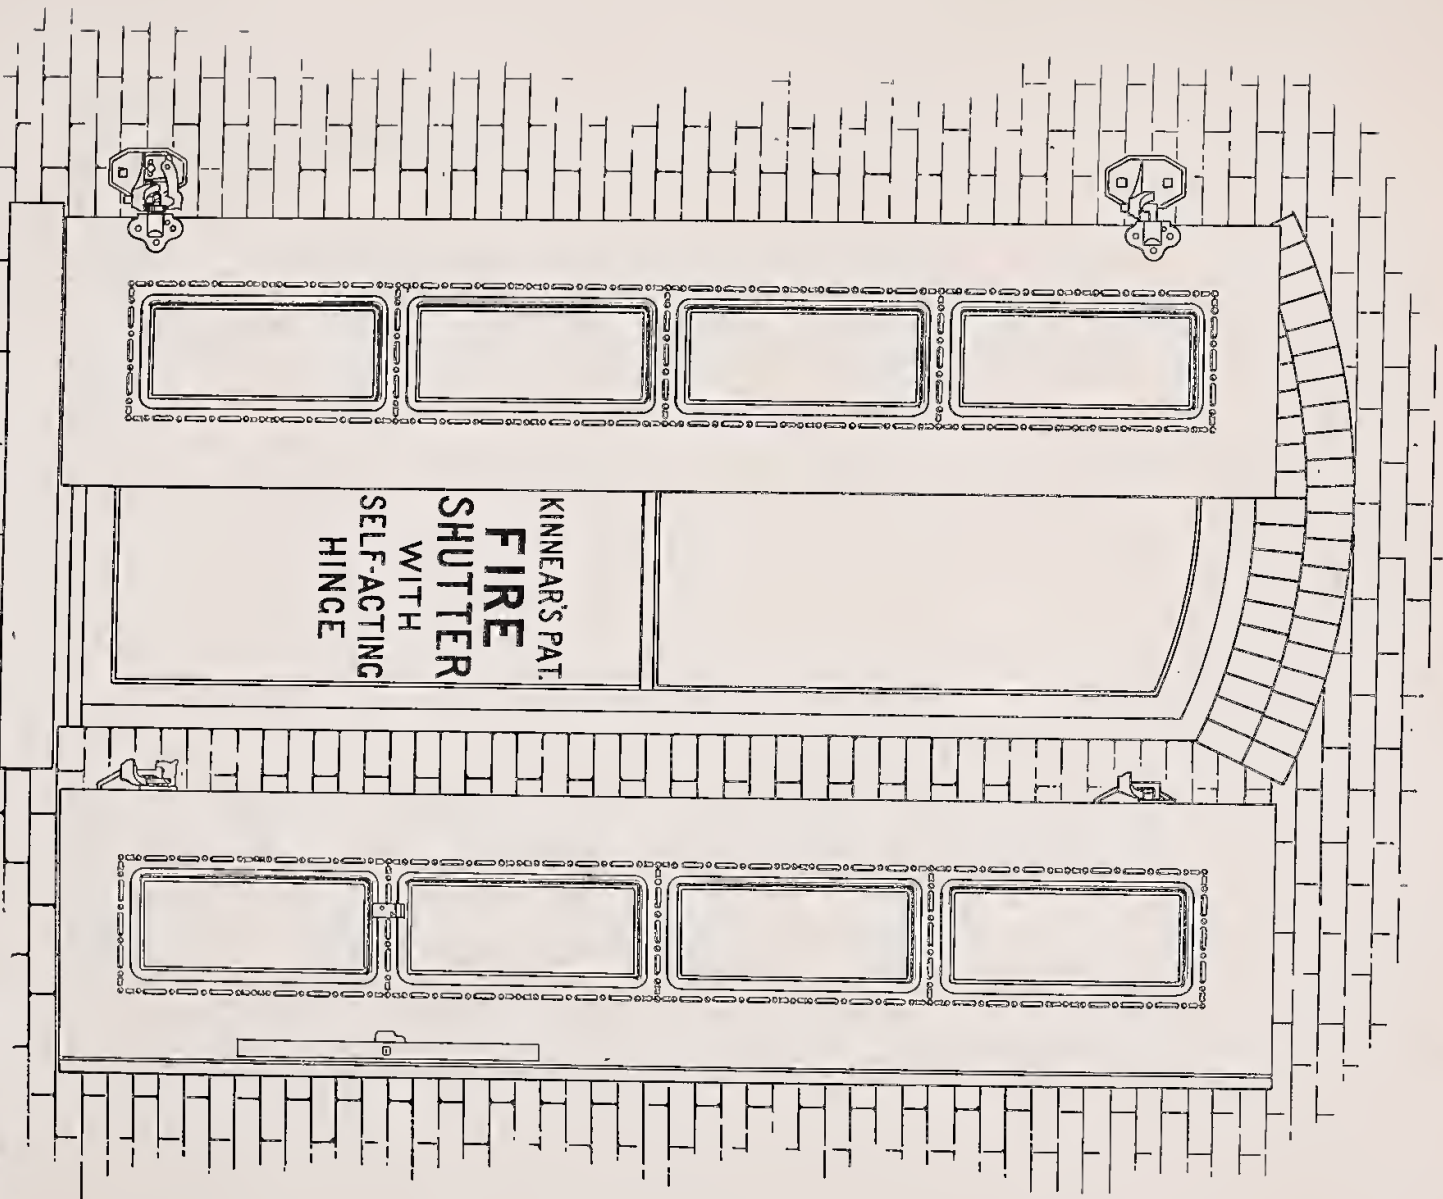 KINNEAR'S PAT.
FIRE
SHUTTER
WITH
SELF-ACTING
HINGE